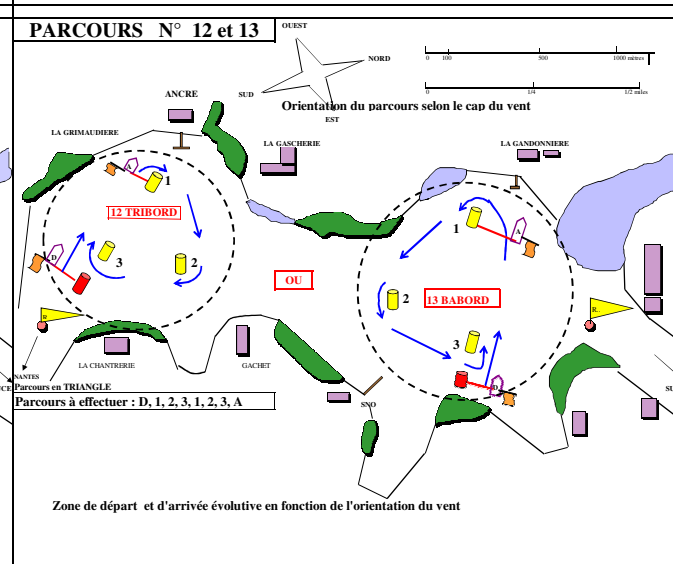 PARCOURS N° 12 et 13
OUEST
NORD
SUD
EST
0 100 500 1000 mètres
0 1/4 1/2 miles
Orientation du parcours selon le cap du vent
ANCRE
LA GRIMAUDIERE
LA GASCHERIE
LA GANDONNIERE
A
1
12 TRIBORD
D
3
2
OU
1
A
2
13 BABORD
3
D
R
R..
NANTES
LA CHANTRERIE
GACHET
SNO
CE
SU
Parcours en TRIANGLE
Parcours à effectuer : D, 1, 2, 3, 1, 2, 3, A
Zone de départ et d'arrivée évolutive en fonction de l'orientation du vent